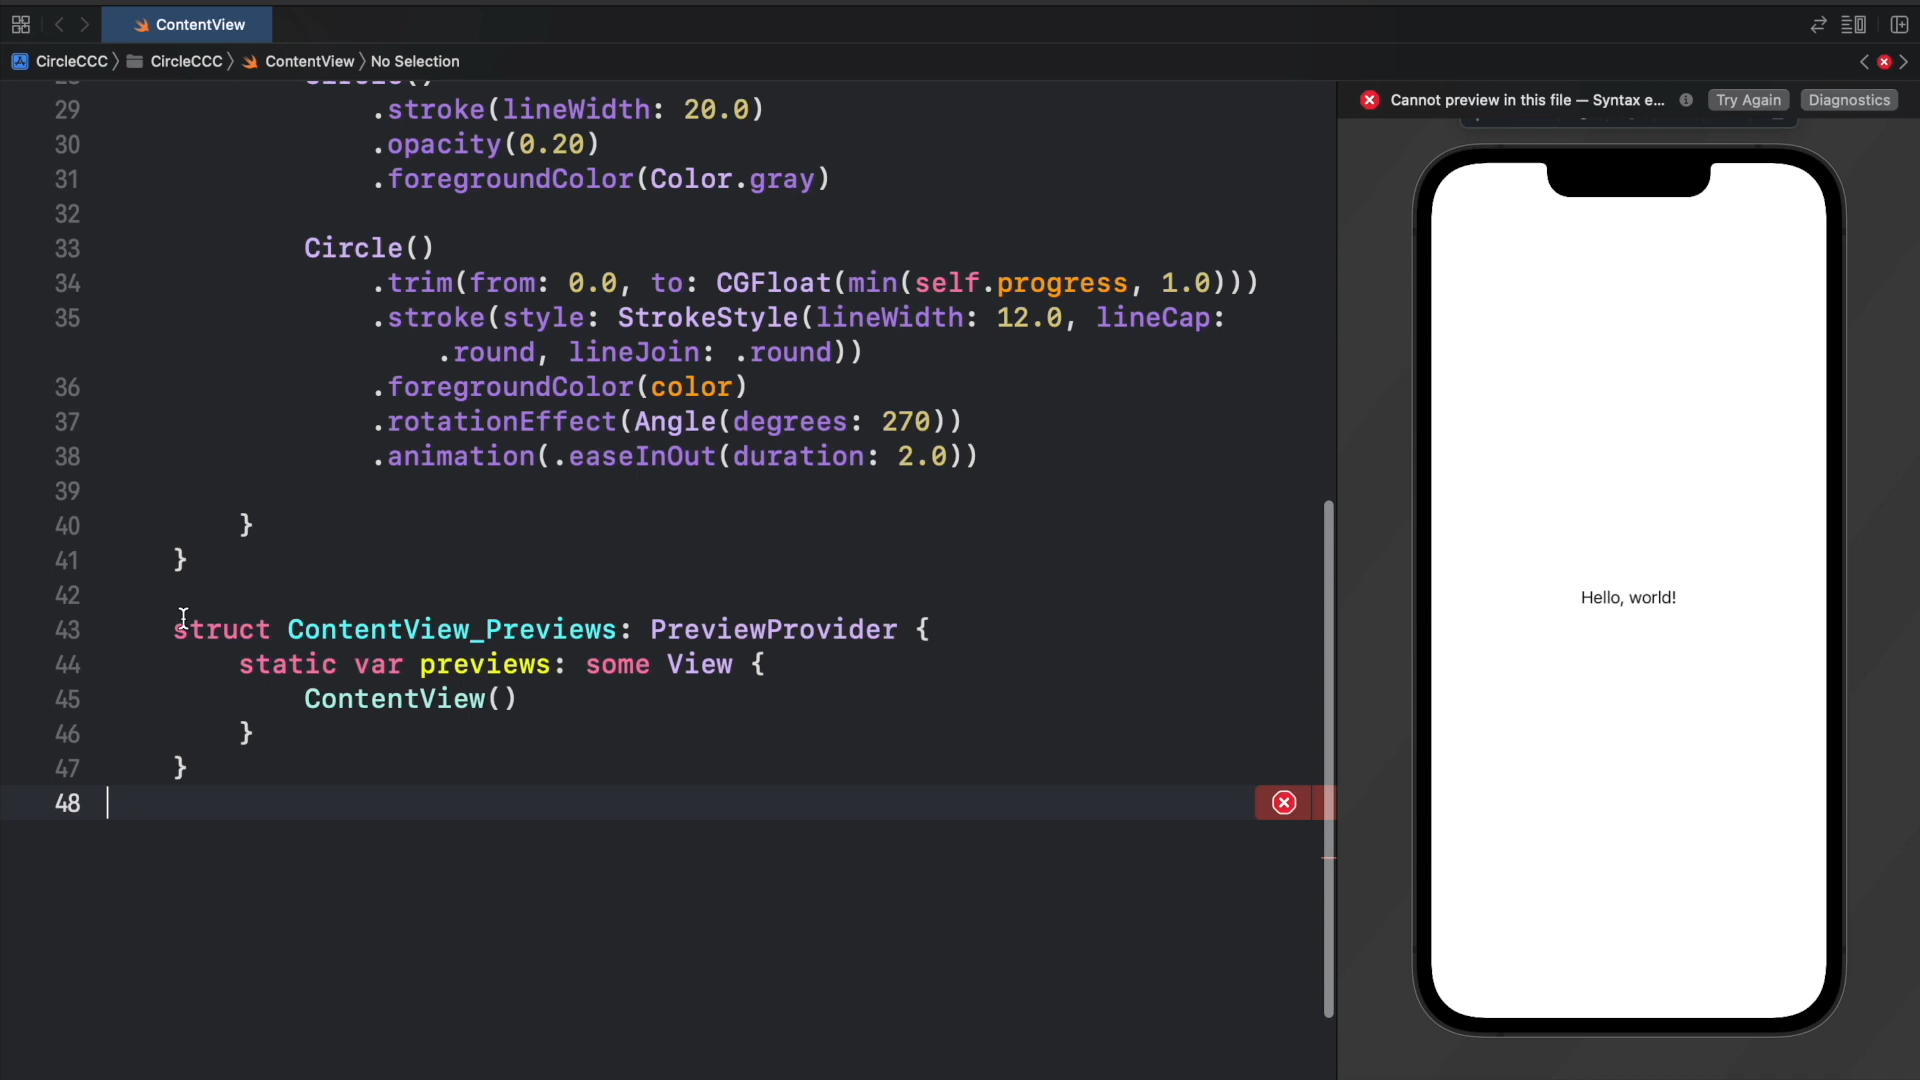 ContentView
CircleCCC
CircleCCC
ContentView
No Selection
29 .stroke(lineWidth: 20.0)
30 .opacity(0.20)
31 .foregroundColor(Color.gray)
32
33 Circle()
34 .trim(from: 0.0, to: CGFloat(min(self.progress, 1.0)))
35 .stroke(style: StrokeStyle(lineWidth: 12.0, lineCap:
.round, lineJoin: .round))
36 .foregroundColor(color)
37 .rotationEffect(Angle(degrees: 270))
38 .animation(.easeInOut(duration: 2.0))
39
40 }
41 }
42
43 struct ContentView_Previews: PreviewProvider {
44 static var previews: some View {
45 ContentView()
46 }
47 }
48
Cannot preview in this file — Syntax e...
Try Again
Diagnostics
Hello, world!